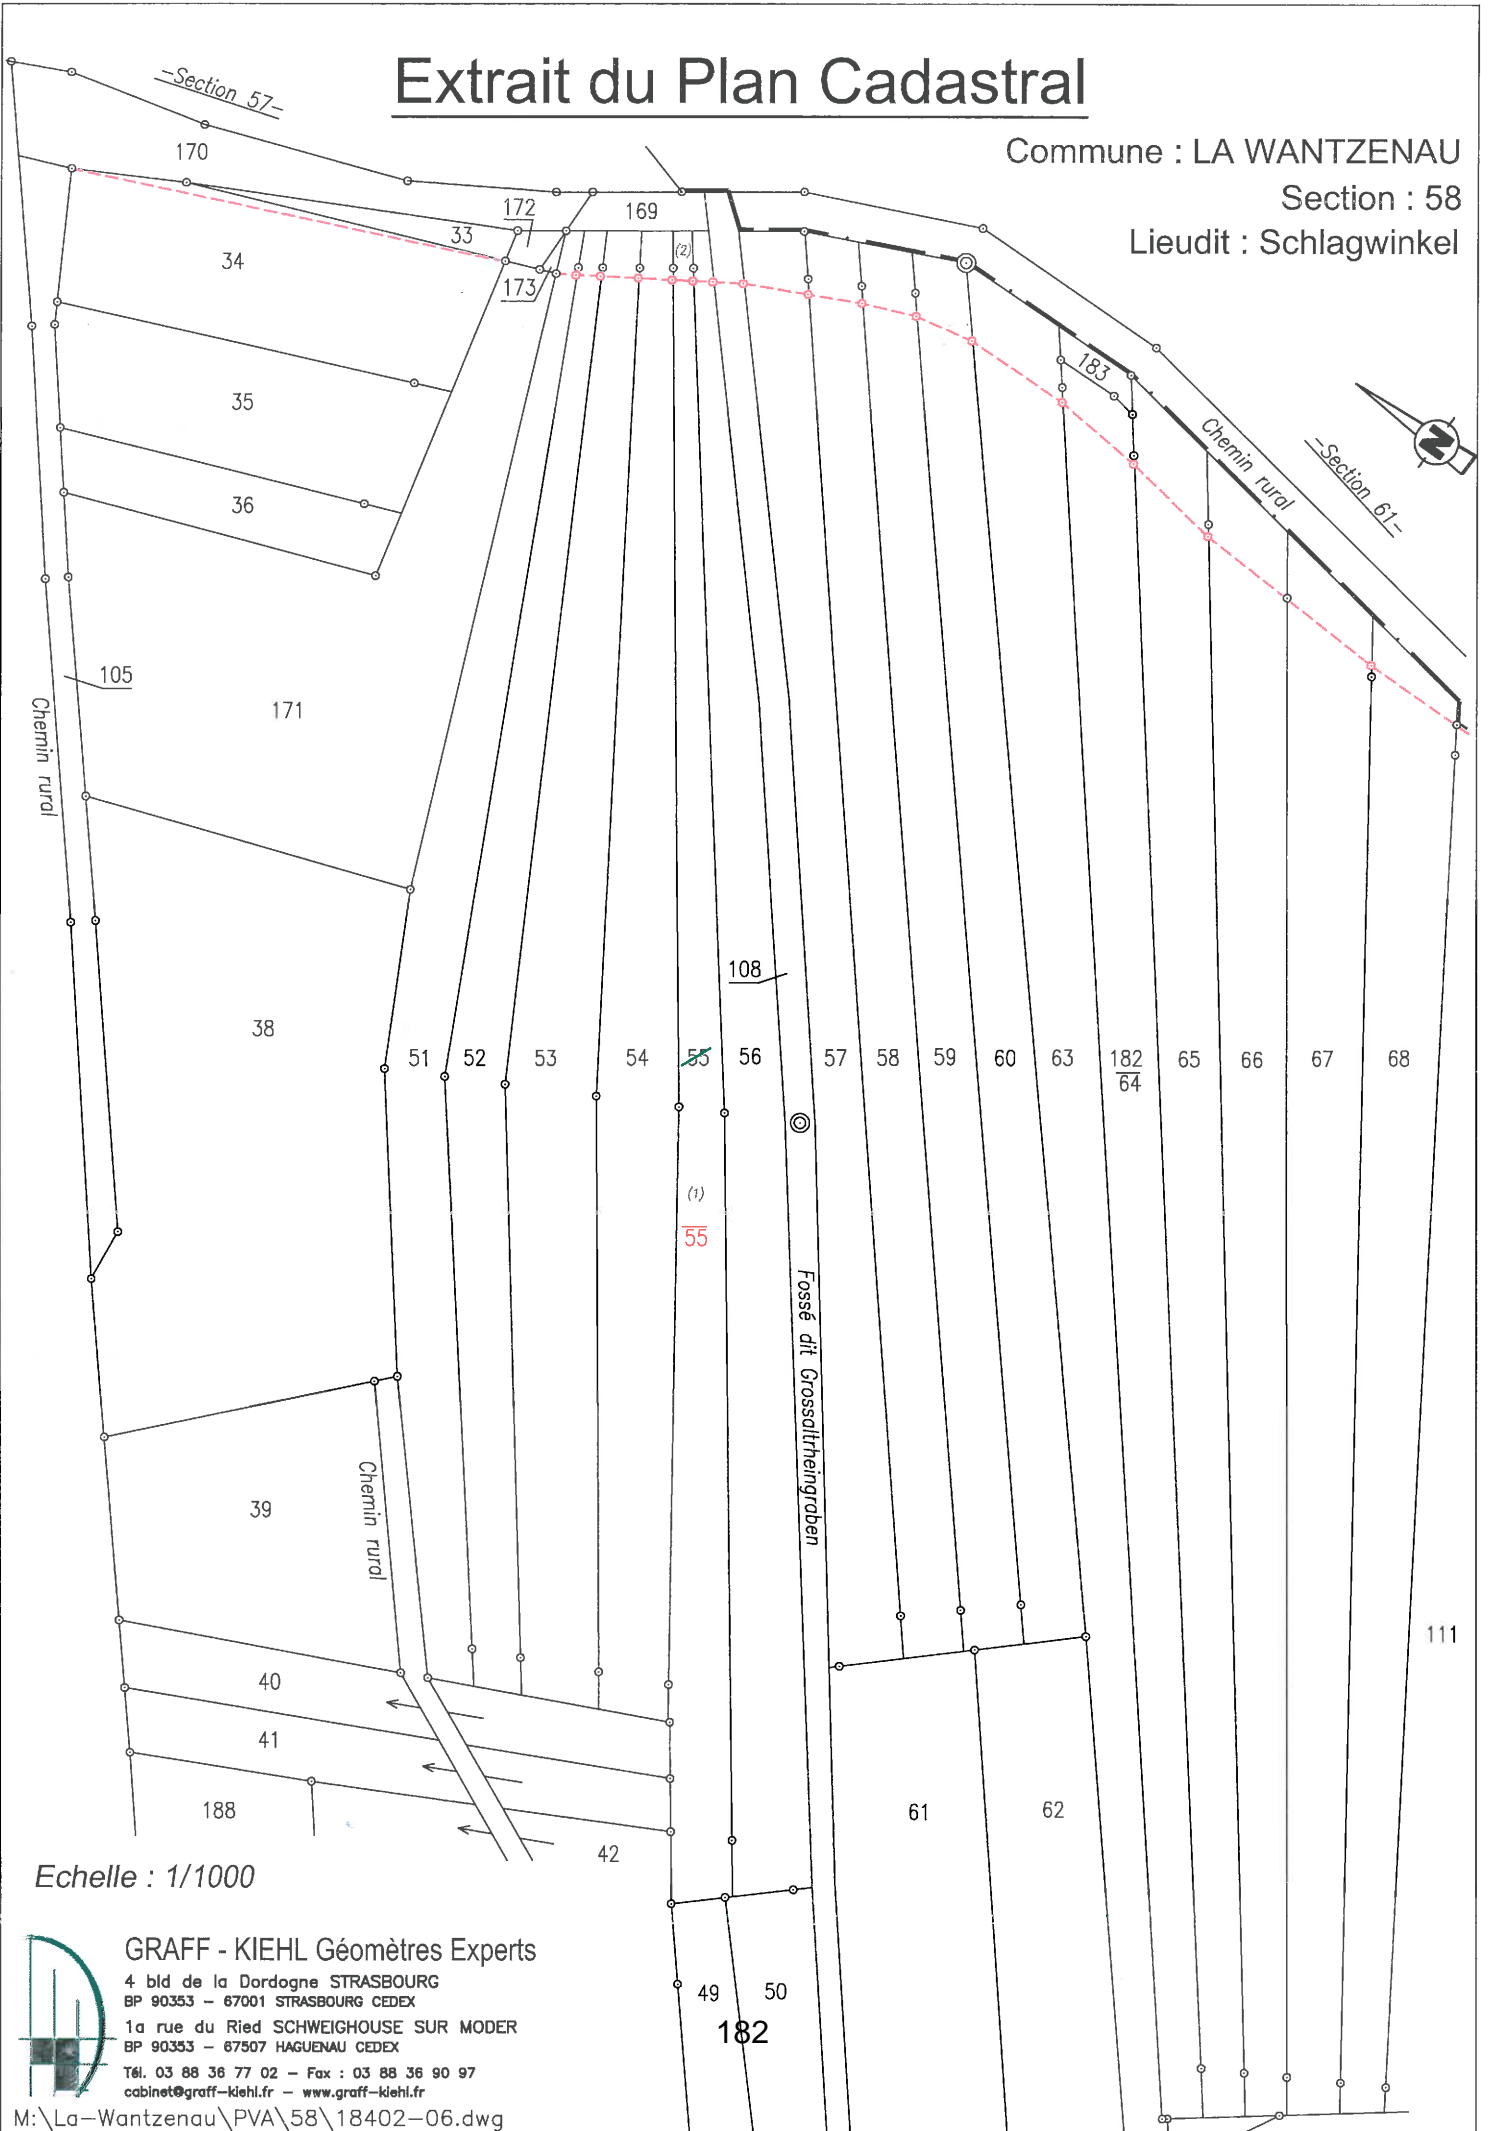 Extrait du Plan Cadastral
-Section 57-
Commune : LA WANTZENAU
Section : 58
Lieudit : Schlagwinkel
170
172
169
33
(2)
34
173
183
Chemin rural
-Section 61-
N
35
36
105
171
Chemin rural
108
38
51
52
53
54
55
56
57
58
59
60
63
182
64
65
66
67
68
(1)
55
Fossé dit Grossaltrheingraben
39
Chemin rural
111
40
41
188
42
61
62
Echelle : 1/1000
GRAFF - KIEHL Géomètres Experts
4 bld de la Dordogne STRASBOURG
BP 90353 - 67001 STRASBOURG CEDEX
1a rue du Ried SCHWEIGHOUSE SUR MODER
BP 90353 - 67507 HAGUENAU CEDEX
Tél. 03 88 36 77 02 - Fax : 03 88 36 90 97
cabinet@graff-kiehl.fr - www.graff-kiehl.fr
M:\La-Wantzenau\PVA\58\18402-06.dwg
49
50
182